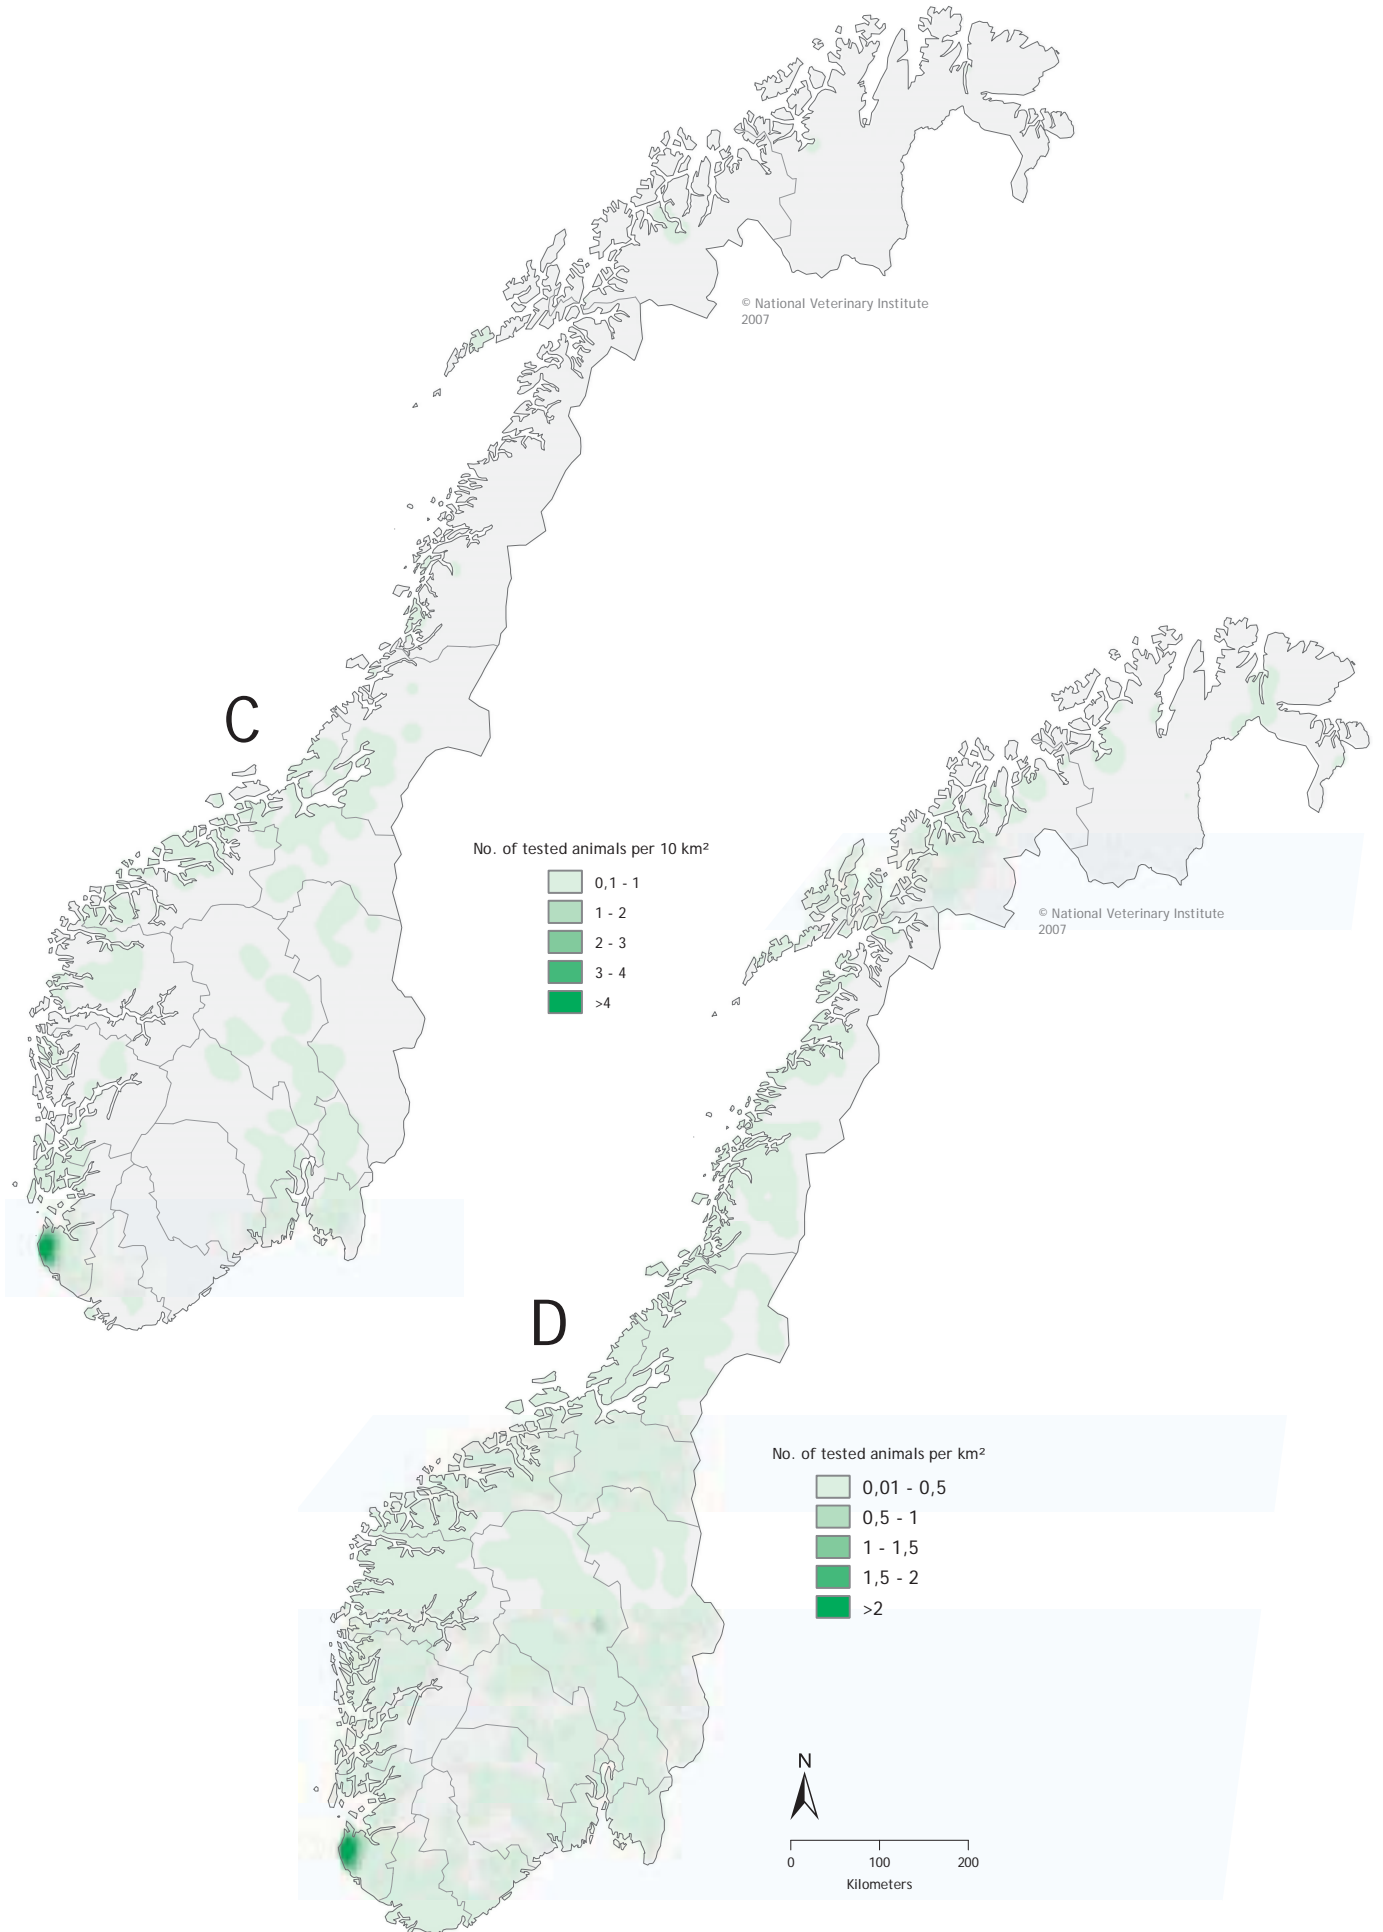 © National Veterinary Institute
2007
C
No. of tested animals per 10 km²
0,1 - 1
1 - 2
2 - 3
3 - 4
>4
© National Veterinary Institute
2007
D
No. of tested animals per km²
0,01 - 0,5
0,5 - 1
1 - 1,5
1,5 - 2
>2
N
0 100 200
Kilometers